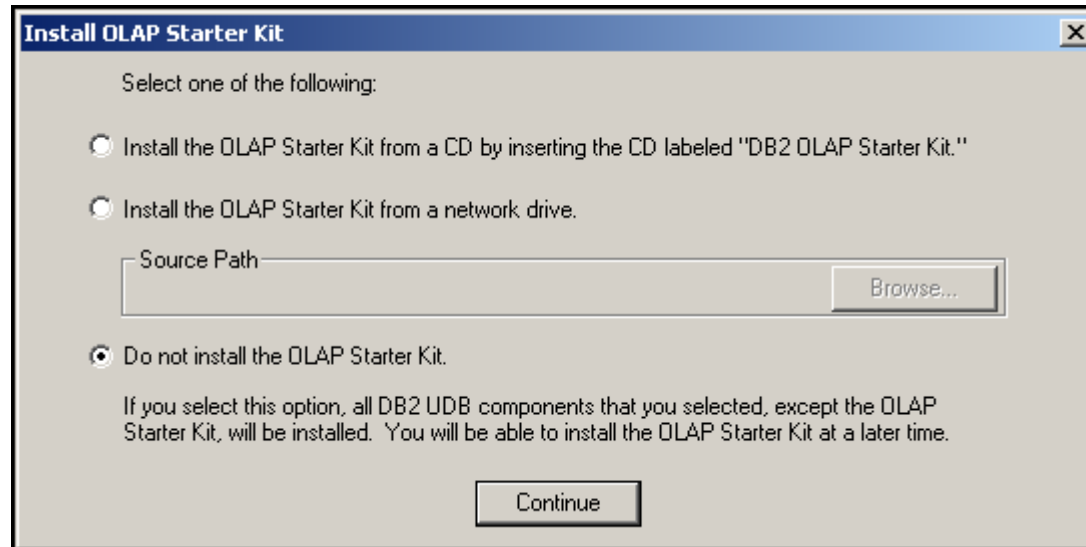 Install OLAP Starter Kit
Select one of the following:
Install the OLAP Starter Kit from a CD by inserting the CD labeled "DB2 OLAP Starter Kit."
Install the OLAP Starter Kit from a network drive.
Source Path
Browse...
Do not install the OLAP Starter Kit.
If you select this option, all DB2 UDB components that you selected, except the OLAP
Starter Kit, will be installed.  You will be able to install the OLAP Starter Kit at a later time.
Continue